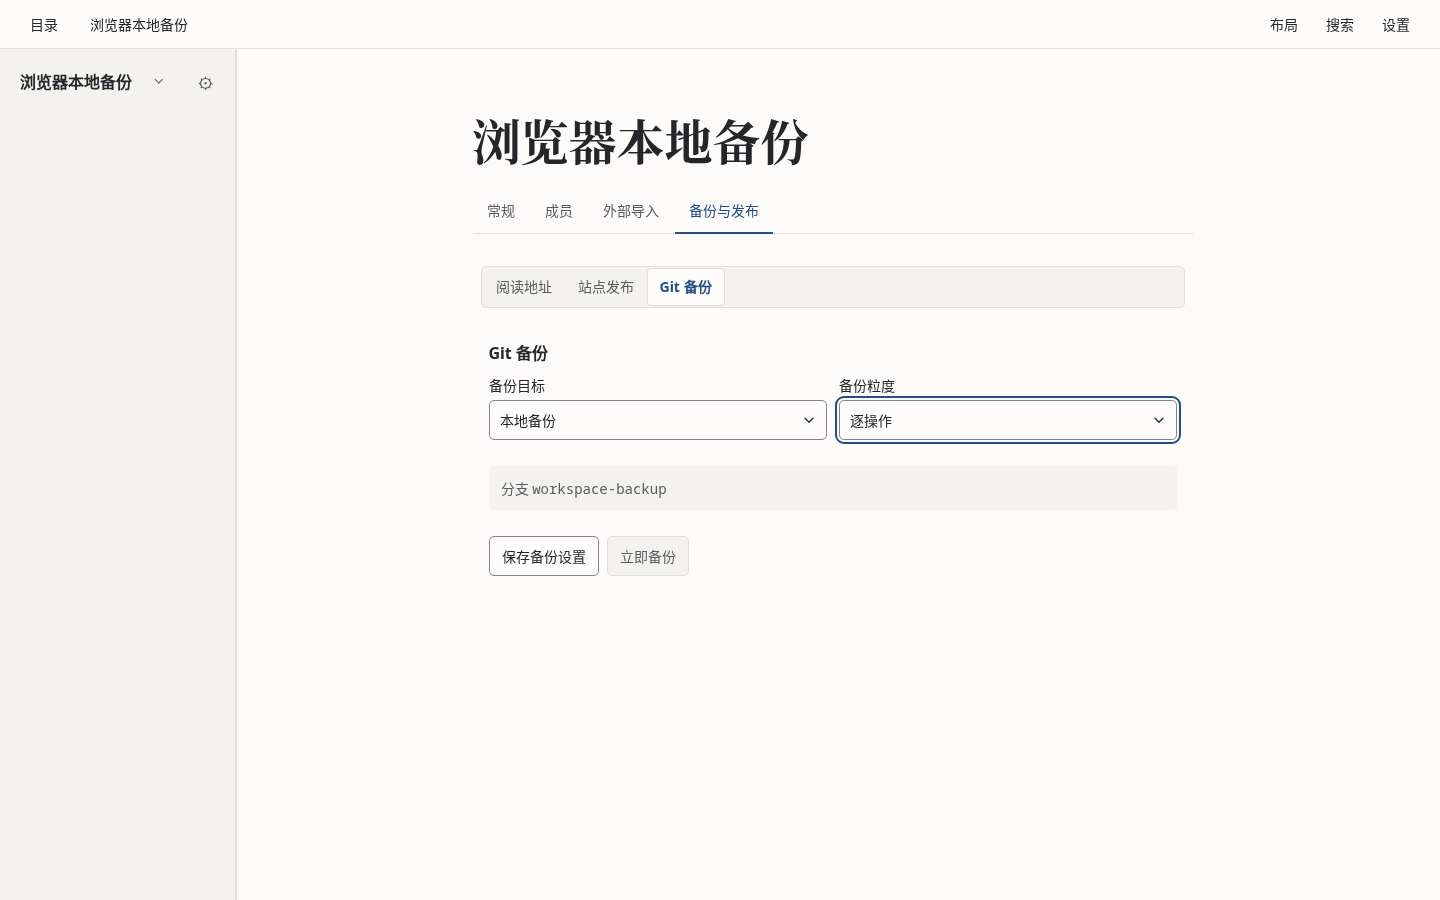 目录 浏览器本地备份 布局 搜索 设置
浏览器本地备份
浏览器本地备份
常规 成员 外部导入 备份与发布
阅读地址 站点发布 Git 备份
Git 备份
备份目标 备份粒度
本地备份 逐操作
分支 workspace-backup
保存备份设置 立即备份